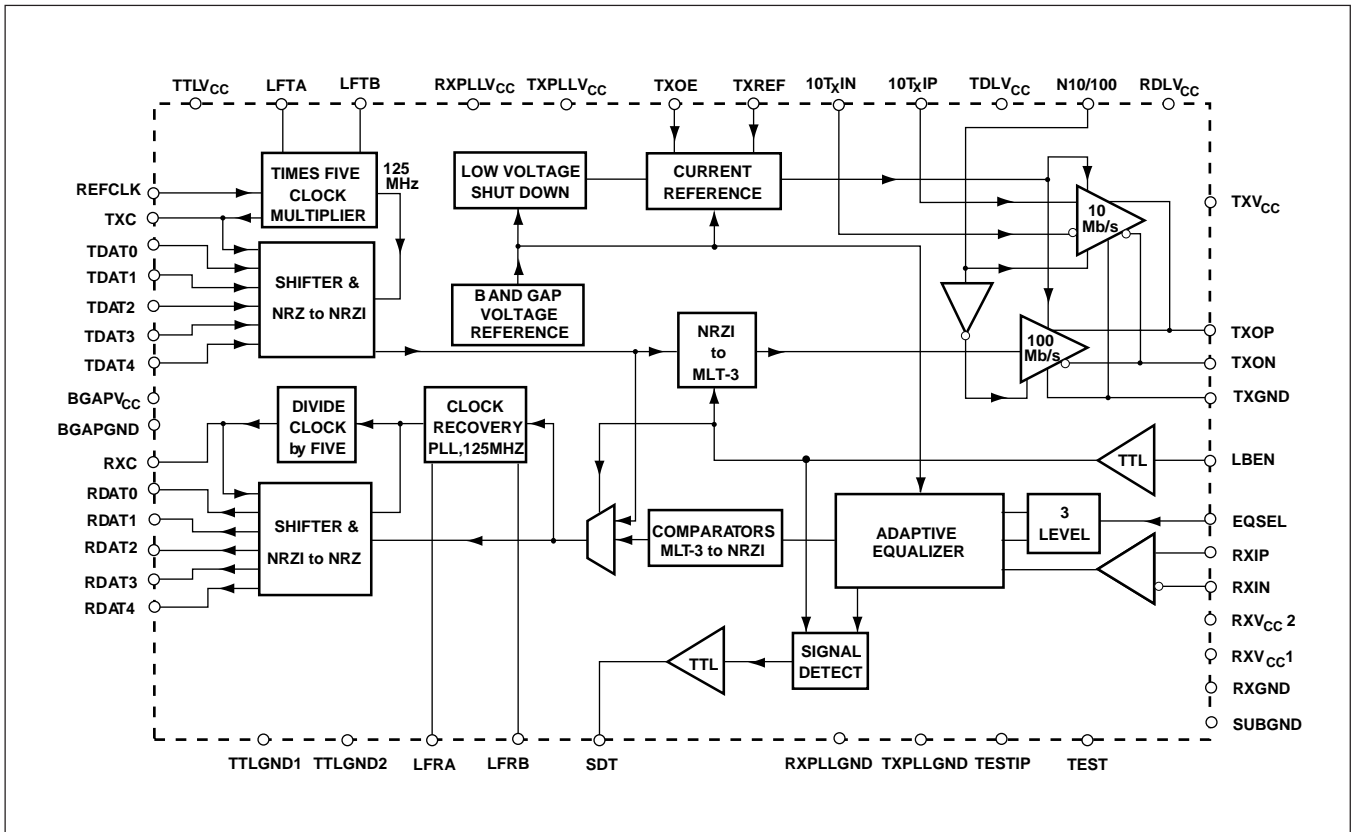 TTLVCC
LFTA
LFTB
RXPLLVCC
TXPLLVCC
TXOE
TXREF
10TXIN
10TXIP
TDLVCC
N10/100
RDLVCC
REFCLK
TXC
TDAT0
TDAT1
TDAT2
TDAT3
TDAT4
BGAPVCC
BGAPGND
RXC
RDAT0
RDAT1
RDAT2
RDAT3
RDAT4
TIMES FIVE
CLOCK
MULTIPLIER
125
MHz
SHIFTER &
NRZ to NRZI
LOW VOLTAGE
SHUT DOWN
CURRENT
REFERENCE
BAND GAP
VOLTAGE
REFERENCE
NRZI
to
MLT-3
10
Mb/s
100
Mb/s
DIVIDE
CLOCK
by FIVE
CLOCK
RECOVERY
PLL,125MHZ
SHIFTER &
NRZI to NRZ
COMPARATORS
MLT-3 to NRZI
ADAPTIVE
EQUALIZER
3
LEVEL
TTL
SIGNAL
DETECT
TTL
TXVCC
TXOP
TXON
TXGND
LBEN
EQSEL
RXIP
RXIN
RXVCC 2
RXVCC1
RXGND
SUBGND
TTLGND1
TTLGND2
LFRA
LFRB
SDT
RXPLLGND
TXPLLGND
TESTIP
TEST